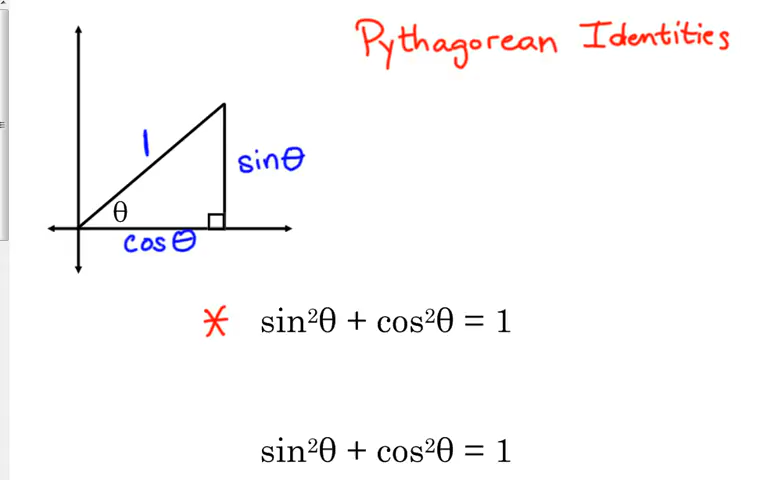 Pythagorean Identities
1
sinθ
θ
cosθ
* sin²θ + cos²θ = 1
sin²θ + cos²θ = 1